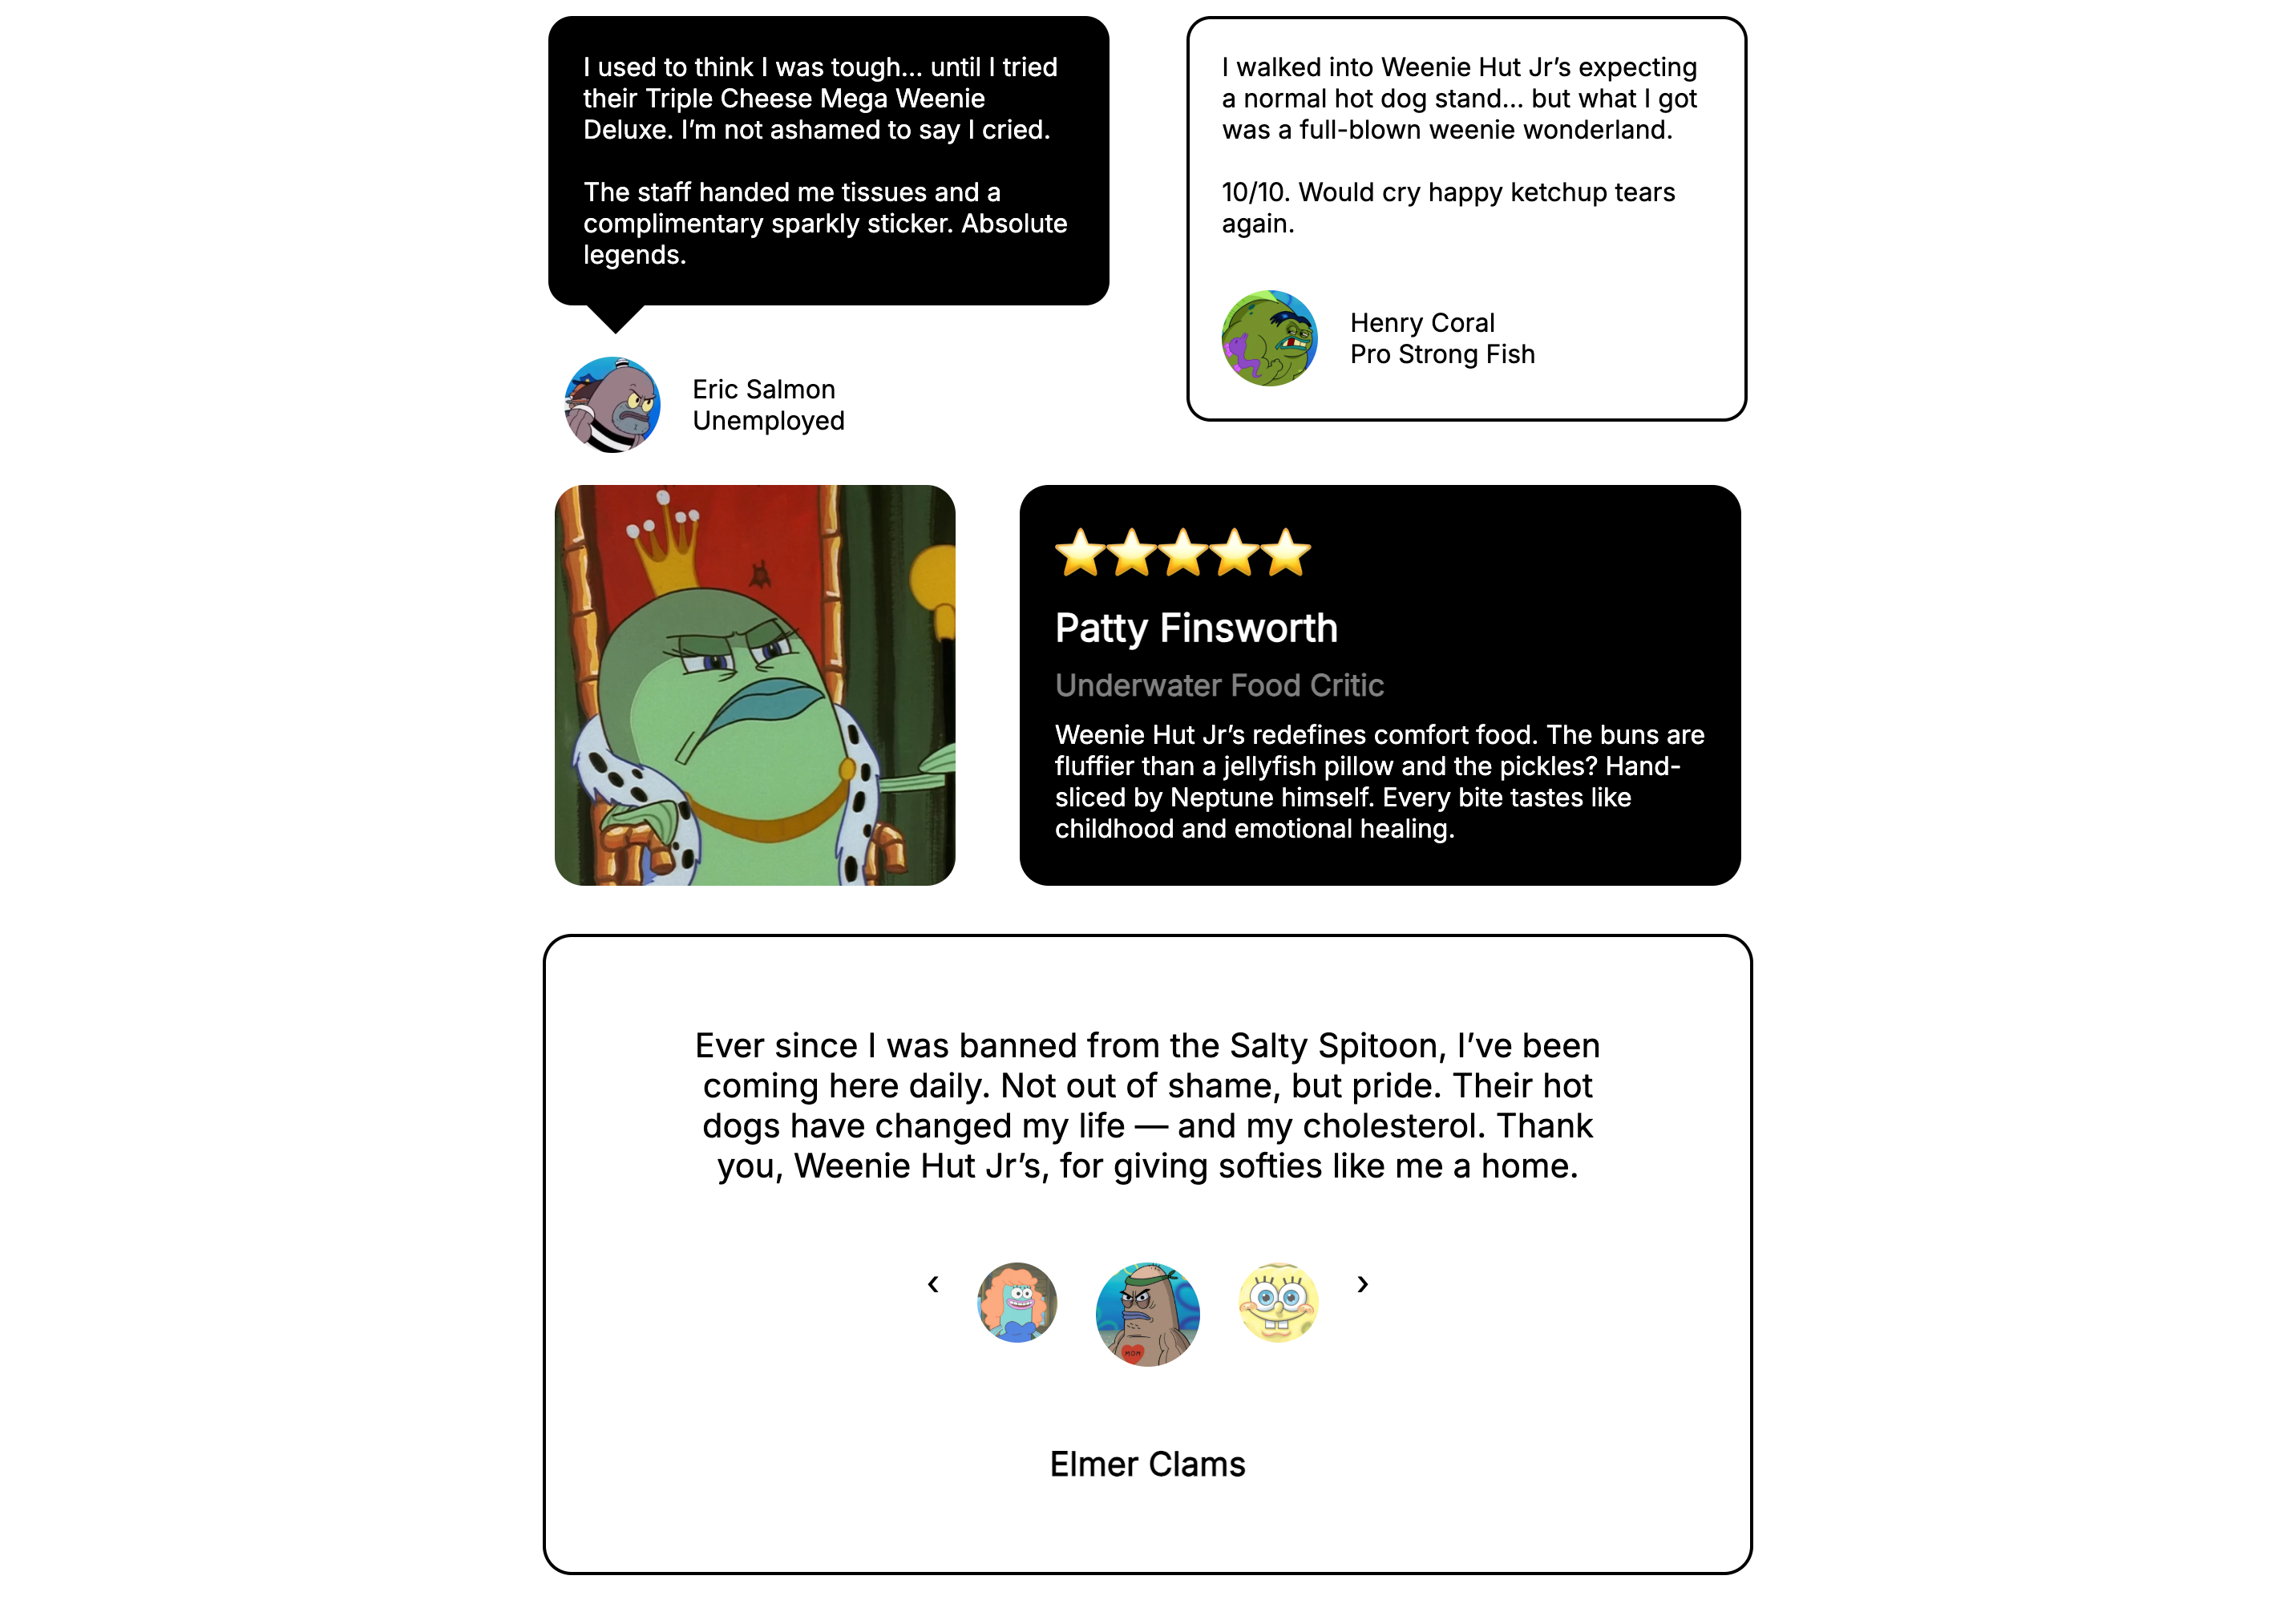 I used to think I was tough... until I tried
their Triple Cheese Mega Weenie
Deluxe. I’m not ashamed to say I cried.
The staff handed me tissues and a
complimentary sparkly sticker. Absolute
legends.
Eric Salmon
Unemployed
I walked into Weenie Hut Jr’s expecting
a normal hot dog stand... but what I got
was a full-blown weenie wonderland.
10/10. Would cry happy ketchup tears
again.
Henry Coral
Pro Strong Fish
Patty Finsworth
Underwater Food Critic
Weenie Hut Jr’s redefines comfort food. The buns are
fluffier than a jellyfish pillow and the pickles? Hand-
sliced by Neptune himself. Every bite tastes like
childhood and emotional healing.
Ever since I was banned from the Salty Spitoon, I’ve been
coming here daily. Not out of shame, but pride. Their hot
dogs have changed my life — and my cholesterol. Thank
you, Weenie Hut Jr’s, for giving softies like me a home.
‹ ›
MOM
Elmer Clams